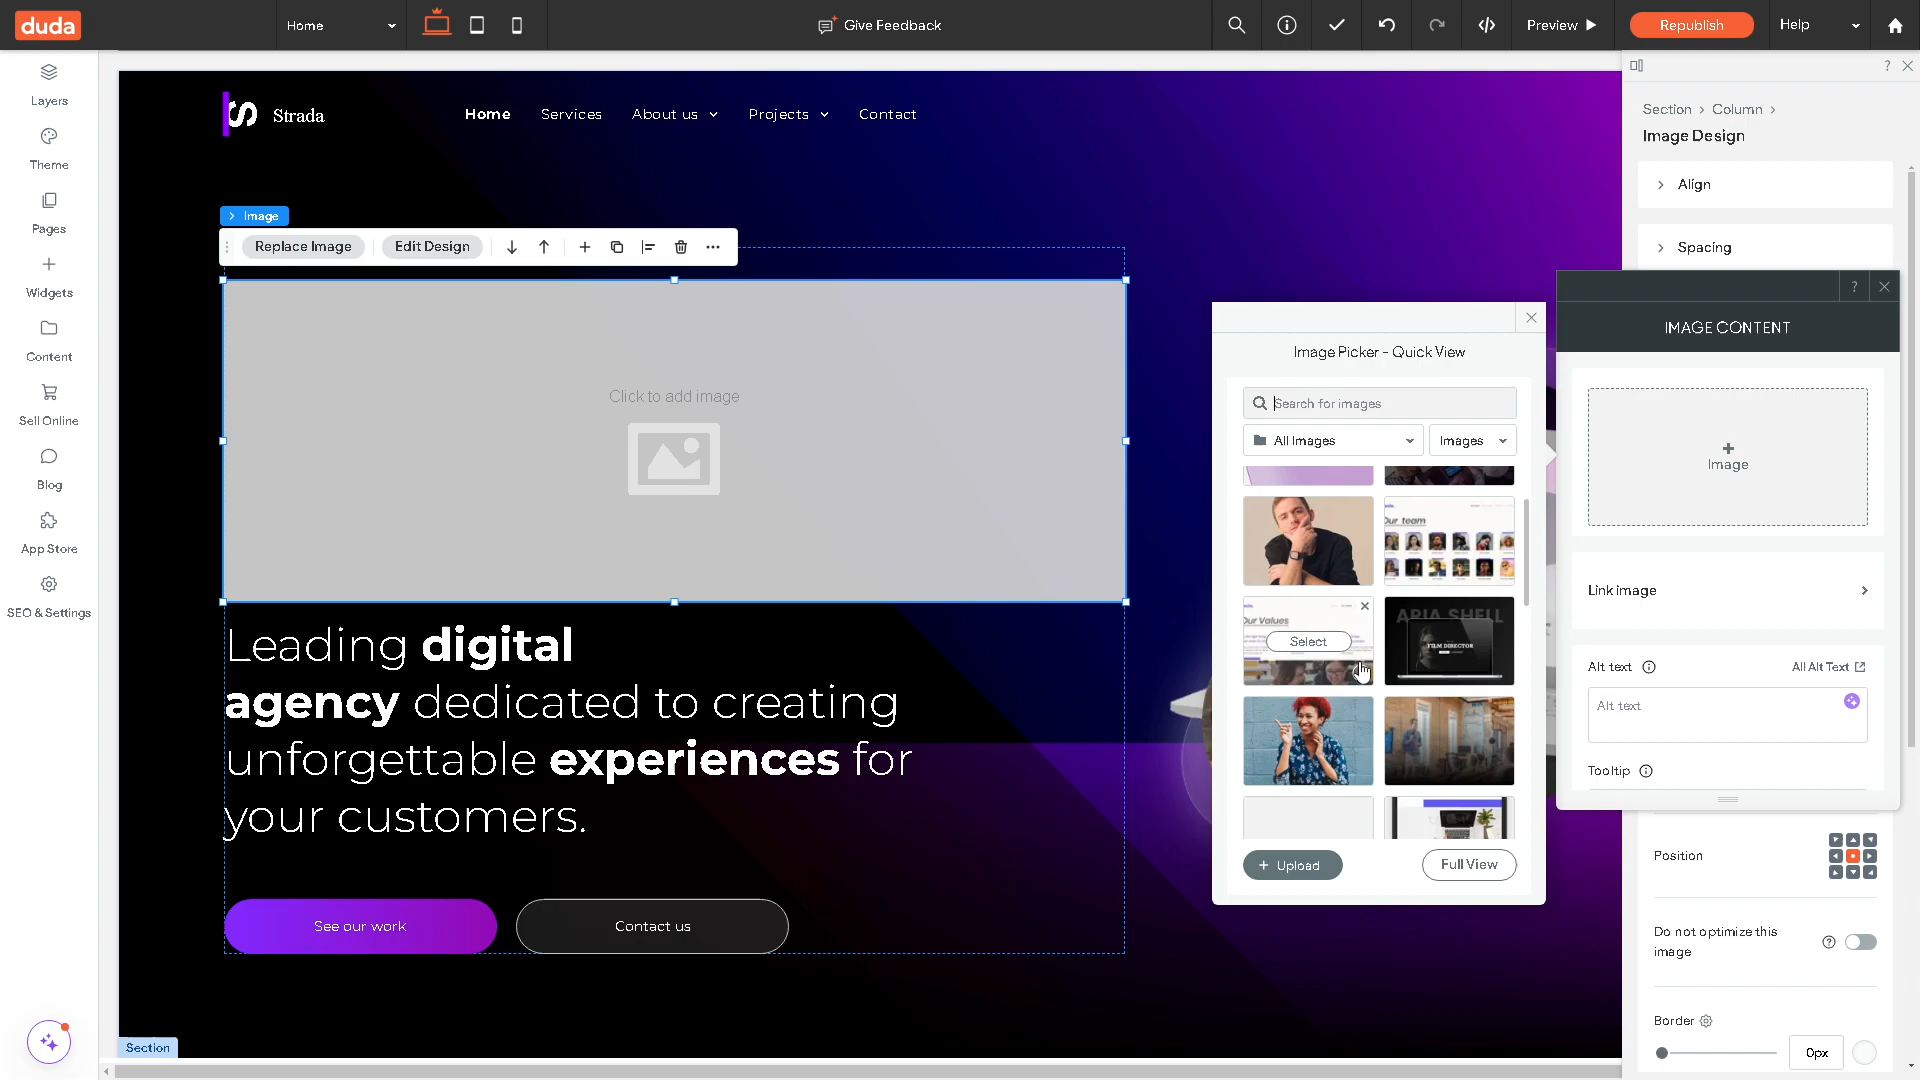 duda
Home
Give Feedback
Preview
Republish
Help
Layers
Theme
Pages
Widgets
Content
Sell Online
Blog
App Store
SEO & Settings
Strada
Home
Services
About us
Projects
Contact
Image
Replace Image
Edit Design
Click to add image
Leading digital
agency dedicated to creating
unforgettable experiences for
your customers.
See our work
Contact us
Section
Image Picker - Quick View
Search for images
All Images
Images
Our team
Our Values
Select
ARIA SHELL
FILM DIRECTOR
+ Upload
Full View
?
Section > Column >
Image Design
Align
Spacing
?
IMAGE CONTENT
+
Image
Link image
Alt text
All Alt Text
Alt text
Tooltip
Position
Do not optimize this
image
Border
0px